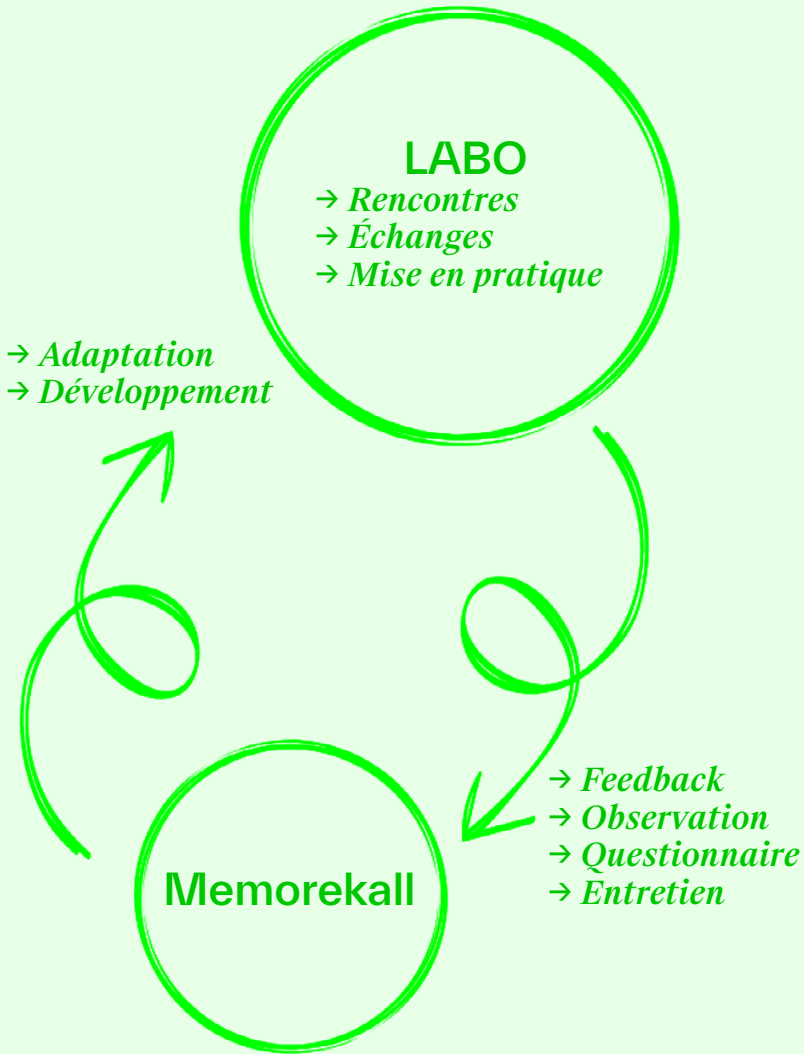 LABO
→ Rencontres
→ Échanges
→ Mise en pratique
→ Adaptation
→ Développement
→ Feedback
→ Observation
→ Questionnaire
→ Entretien
Memorekall